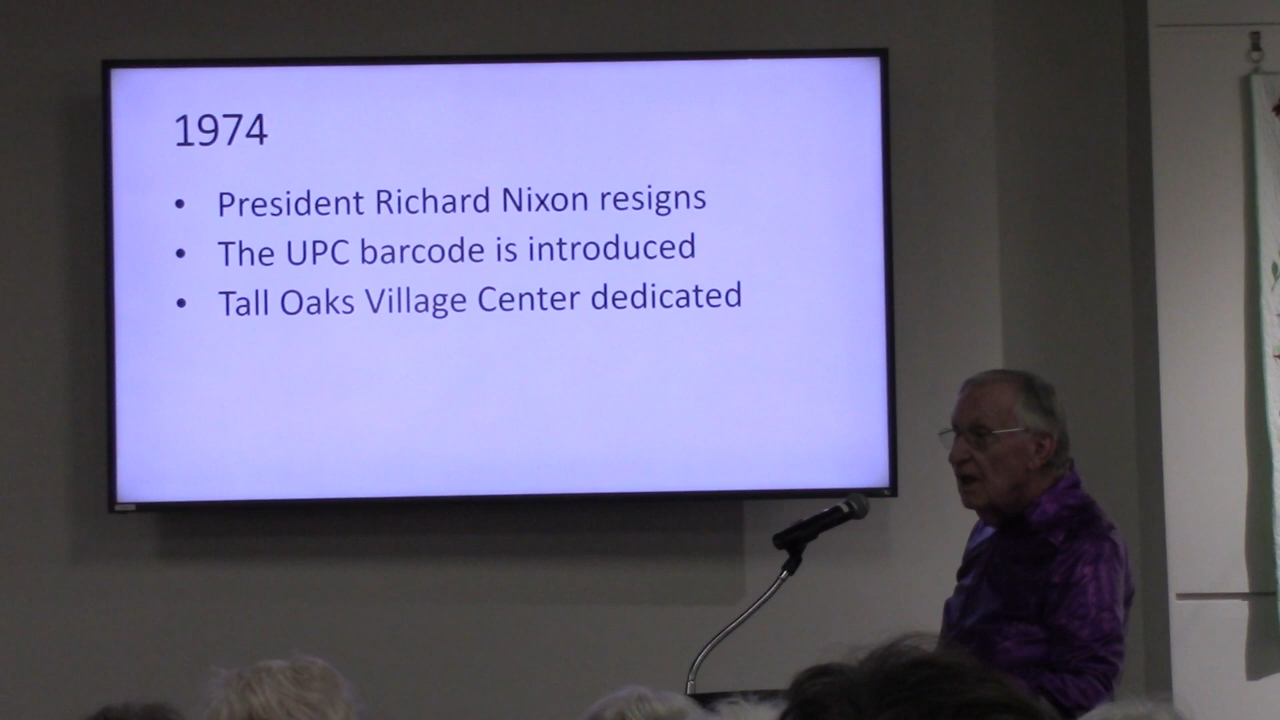 1974
• President Richard Nixon resigns
• The UPC barcode is introduced
• Tall Oaks Village Center dedicated